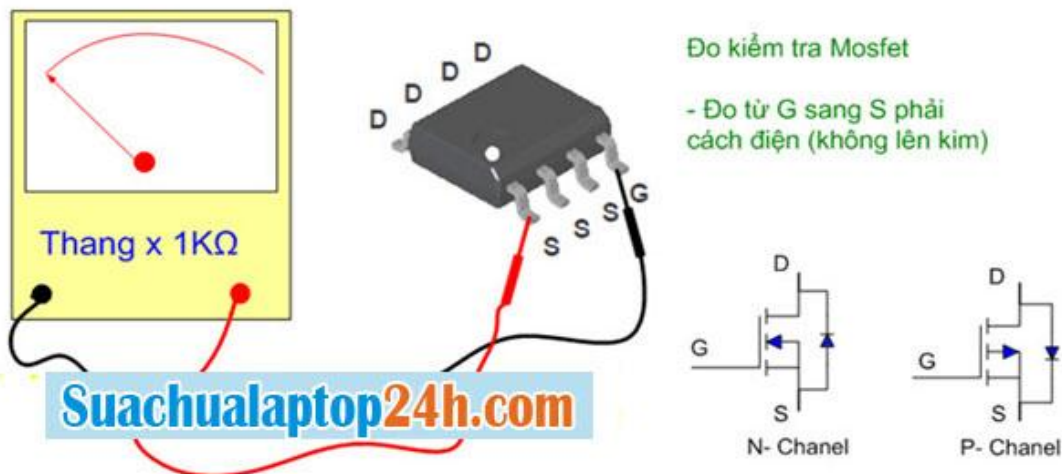 Đo kiểm tra Mosfet
- Đo từ G sang S phải
cách điện (không lên kim)
D
D
D
D
S
S
S
G
Thang x 1KΩ
Suachualaptop24h.com
D
G
S
N- Chanel
D
G
S
P- Chanel